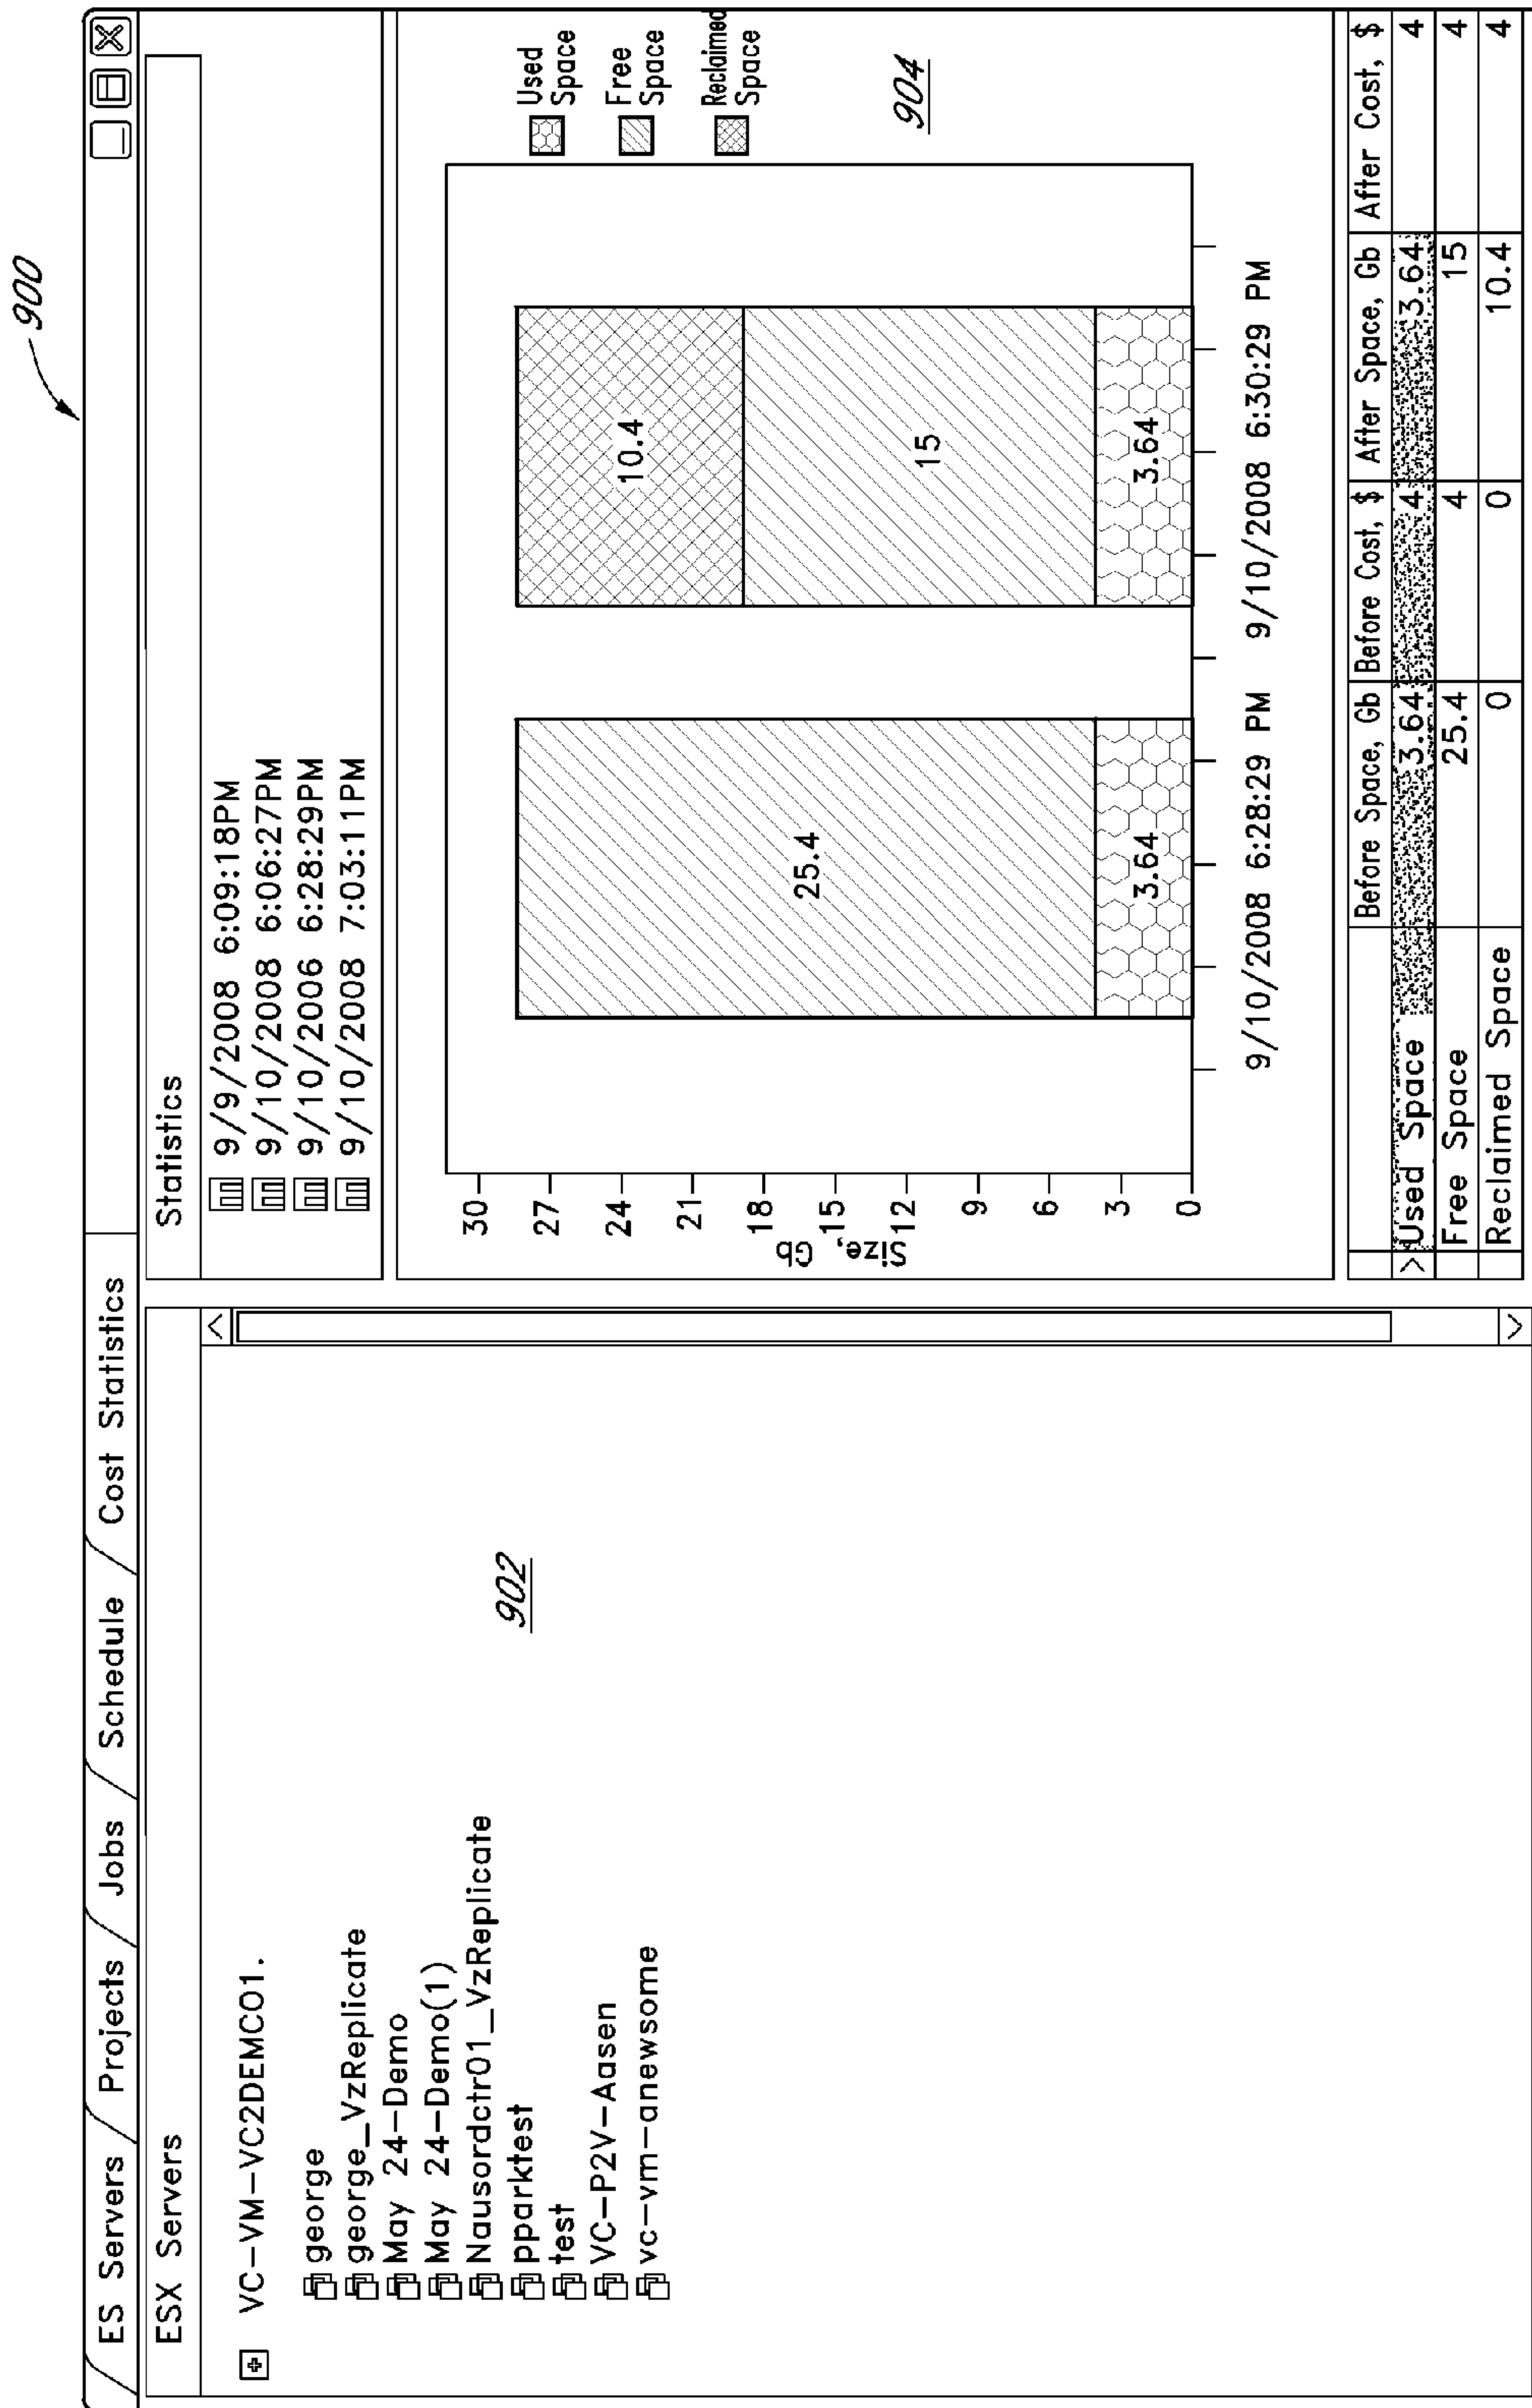 900
ES Servers Projects Jobs Schedule Cost Statistics
ESX Servers
VC-VM-VC2DEMC01.
george
george_VzReplicate
May 24-Demo
May 24-Demo(1)
Nausordctr01_VzReplicate
pparktest
test
VC-P2V-Aasen
vc-vm-anewsome
902
Statistics
9/9/2008 6:09:18PM
9/10/2008 6:06:27PM
9/10/2006 6:28:29PM
9/10/2008 7:03:11PM
Size, Gb
30
27
24
21
18
15
12
9
6
3
0
25.4
3.64
10.4
15
3.64
9/10/2008 6:28:29 PM 9/10/2008 6:30:29 PM
Used Space
Free Space
Reclaimed Space
904
Before Space, Gb Before Cost, $ After Space, Gb After Cost, $
> Used Space 3.64 4 3.64 4
Free Space 25.4 4 15 4
Reclaimed Space 0 0 10.4 4